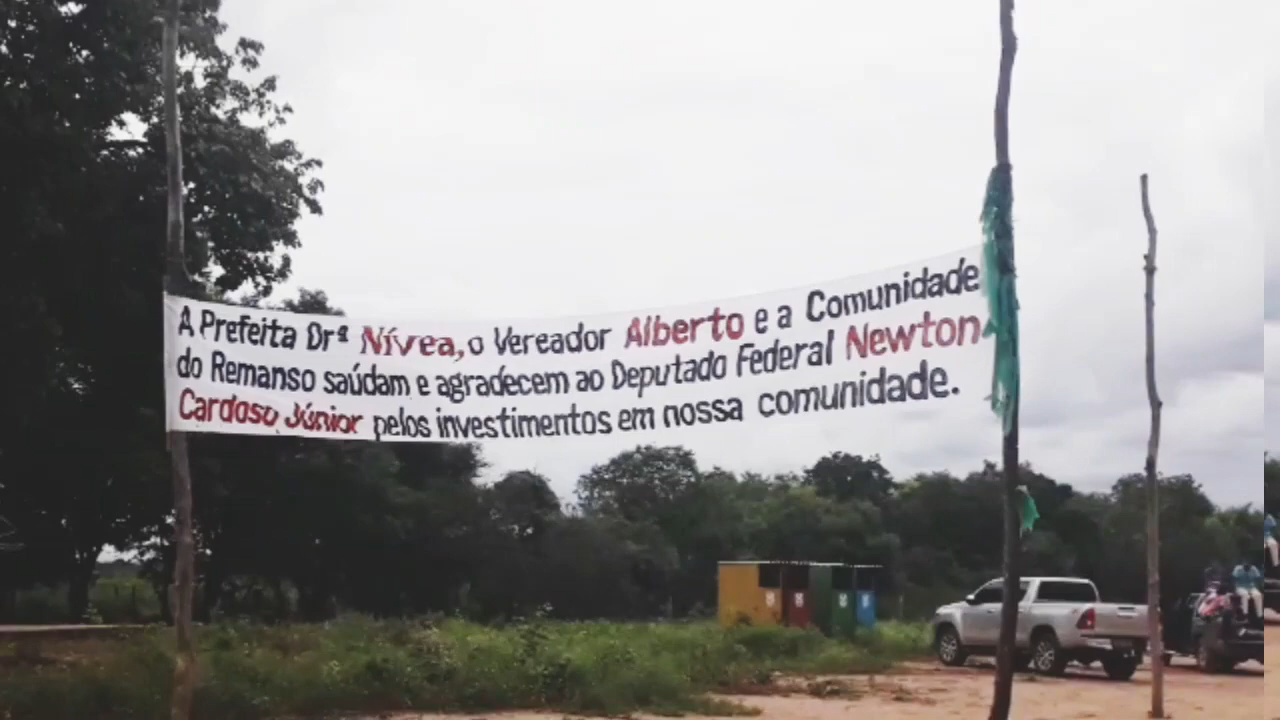 A Prefeita Drª Nívea, o Vereador Alberto e a Comunidade
do Remanso saúdam e agradecem ao Deputado Federal Newton
Cardoso Júnior pelos investimentos em nossa comunidade.